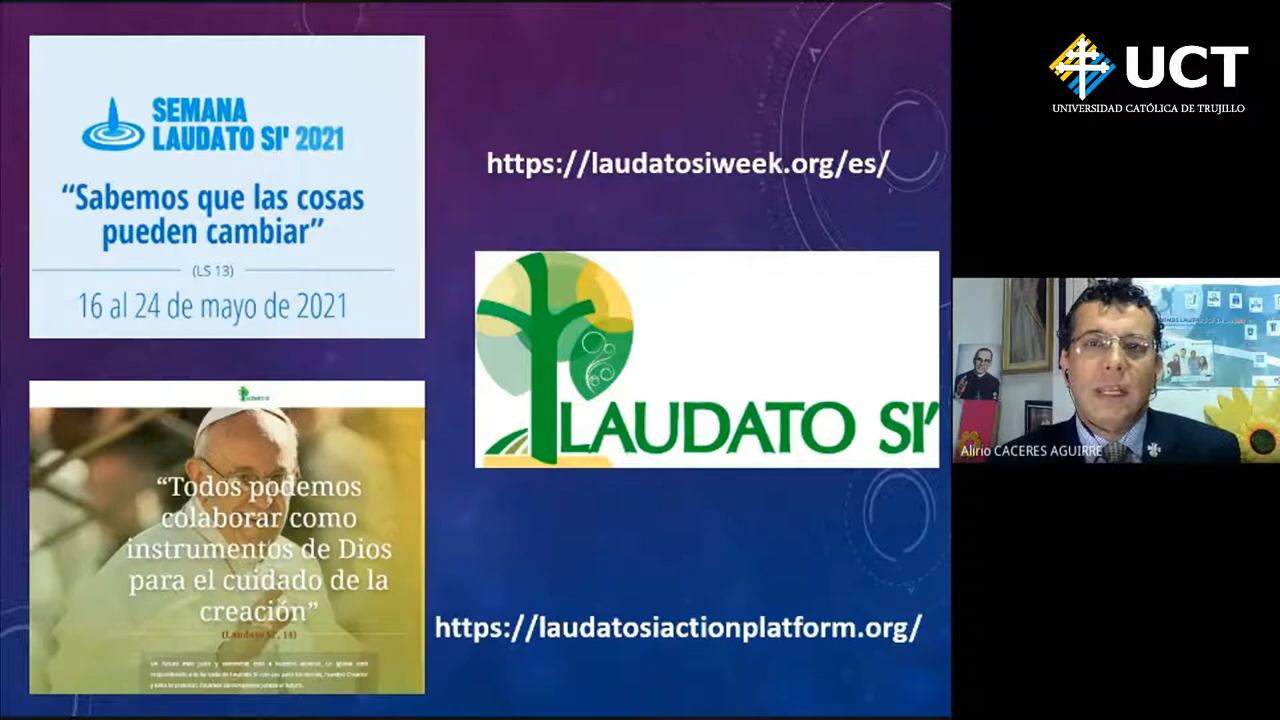 SEMANA
LAUDATO SI' 2021
“Sabemos que las cosas
pueden cambiar”
(LS 13)
16 al 24 de mayo de 2021
https://laudatosiweek.org/es/
LAUDATO SI'
LAUDATO SI'
“Todos podemos
colaborar como
instrumentos de Dios
para el cuidado de la
creación”
(Laudato Si', 14)
https://laudatosiactionplatform.org/
UCT
UNIVERSIDAD CATÓLICA DE TRUJILLO
Alirio CACERES AGUIRRE